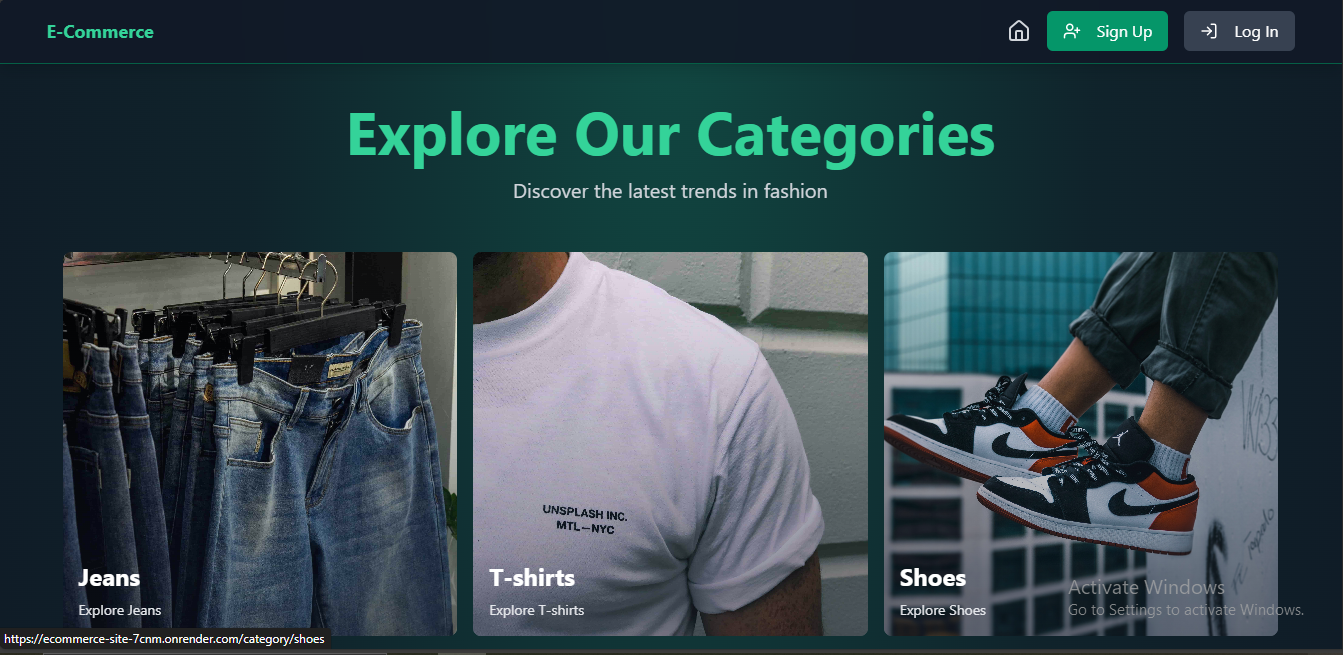 E-Commerce
Sign Up
Log In
Explore Our Categories
Discover the latest trends in fashion
UNSPLASH INC.
MTL—NYC
Jeans
Explore Jeans
T-shirts
Explore T-shirts
Shoes
Explore Shoes
Activate Windows
Go to Settings to activate Windows.
https://ecommerce-site-7cnm.onrender.com/category/shoes